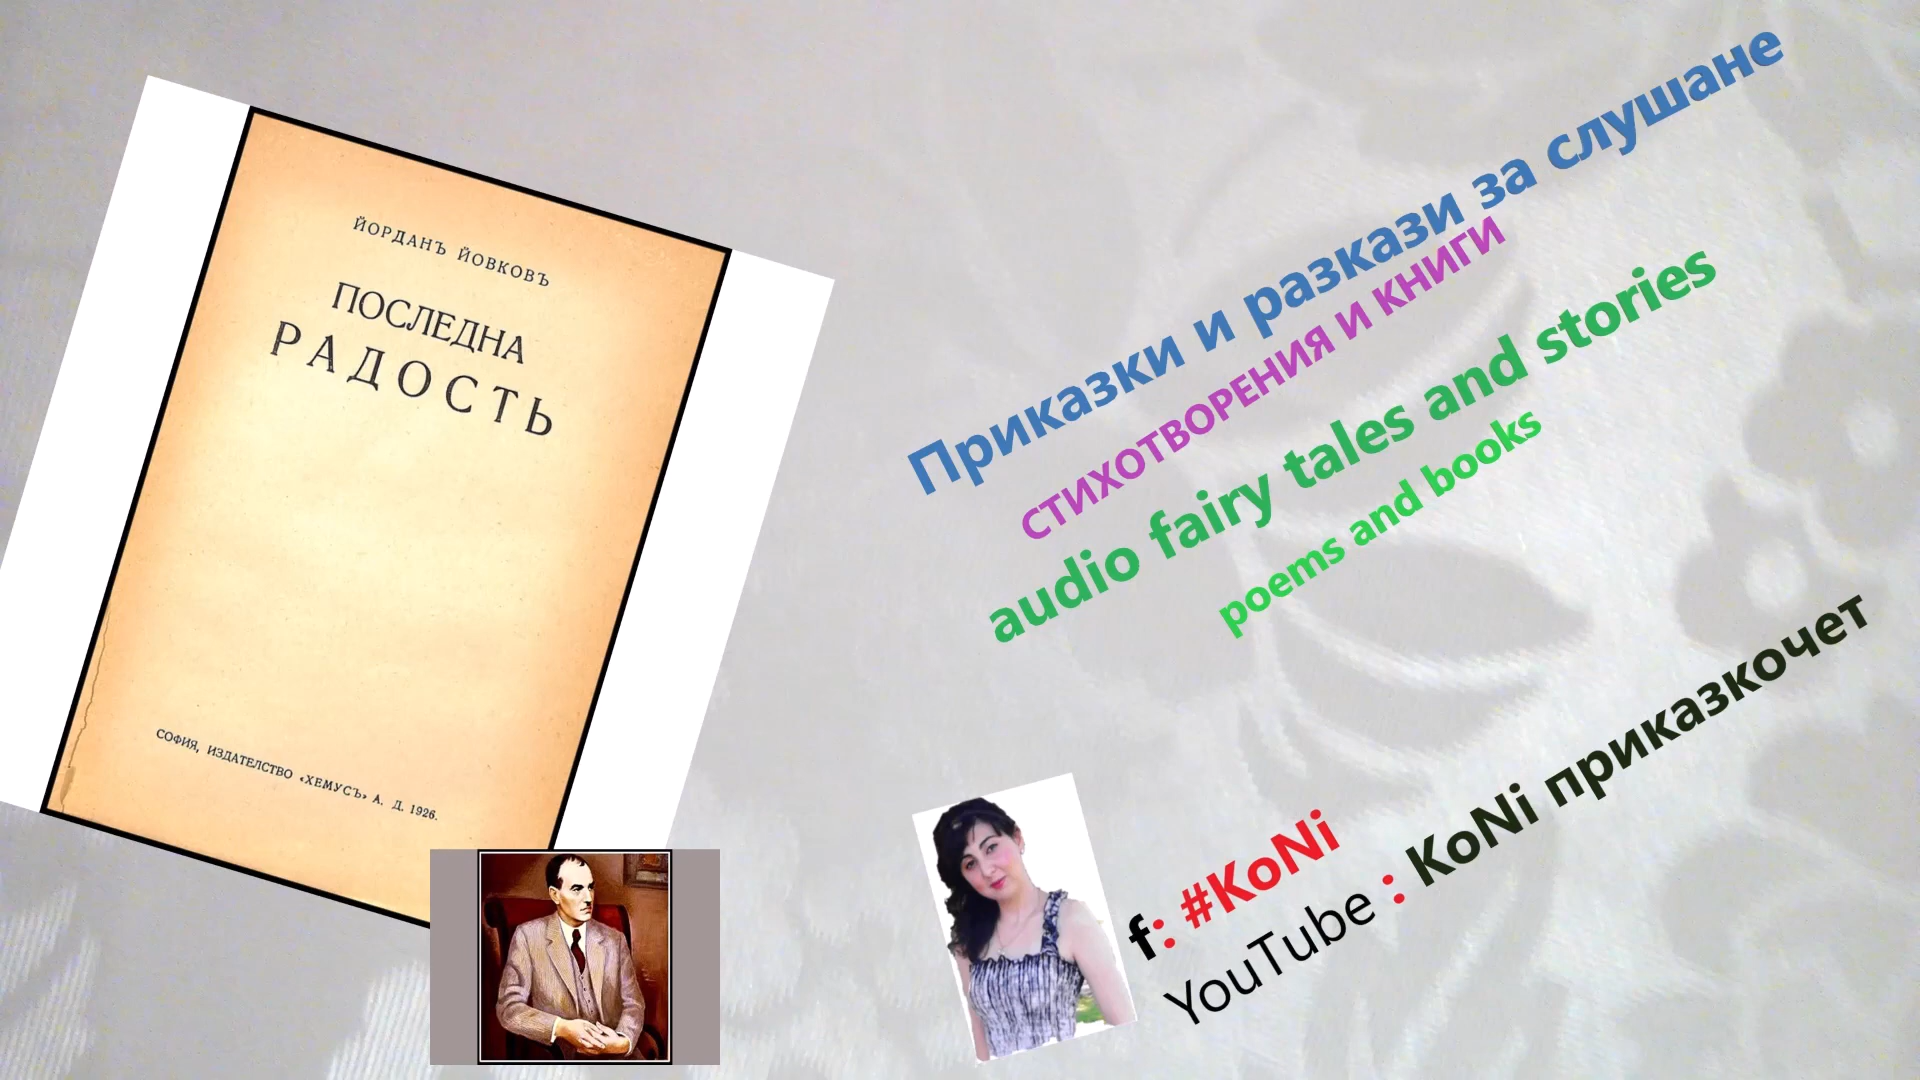 ЙОРДАНЪ ЙОВКОВЪ
ПОСЛЕДНА
РАДОСТЬ
СОФИЯ, ИЗДАТЕЛСТВО «ХЕМУСЪ» А. Д. 1926.
Приказки и разкази за слушане
СТИХОТВОРЕНИЯ И КНИГИ
audio fairy tales and stories
poems and books
f: #KoNi
YouTube : KoNi приказкочет